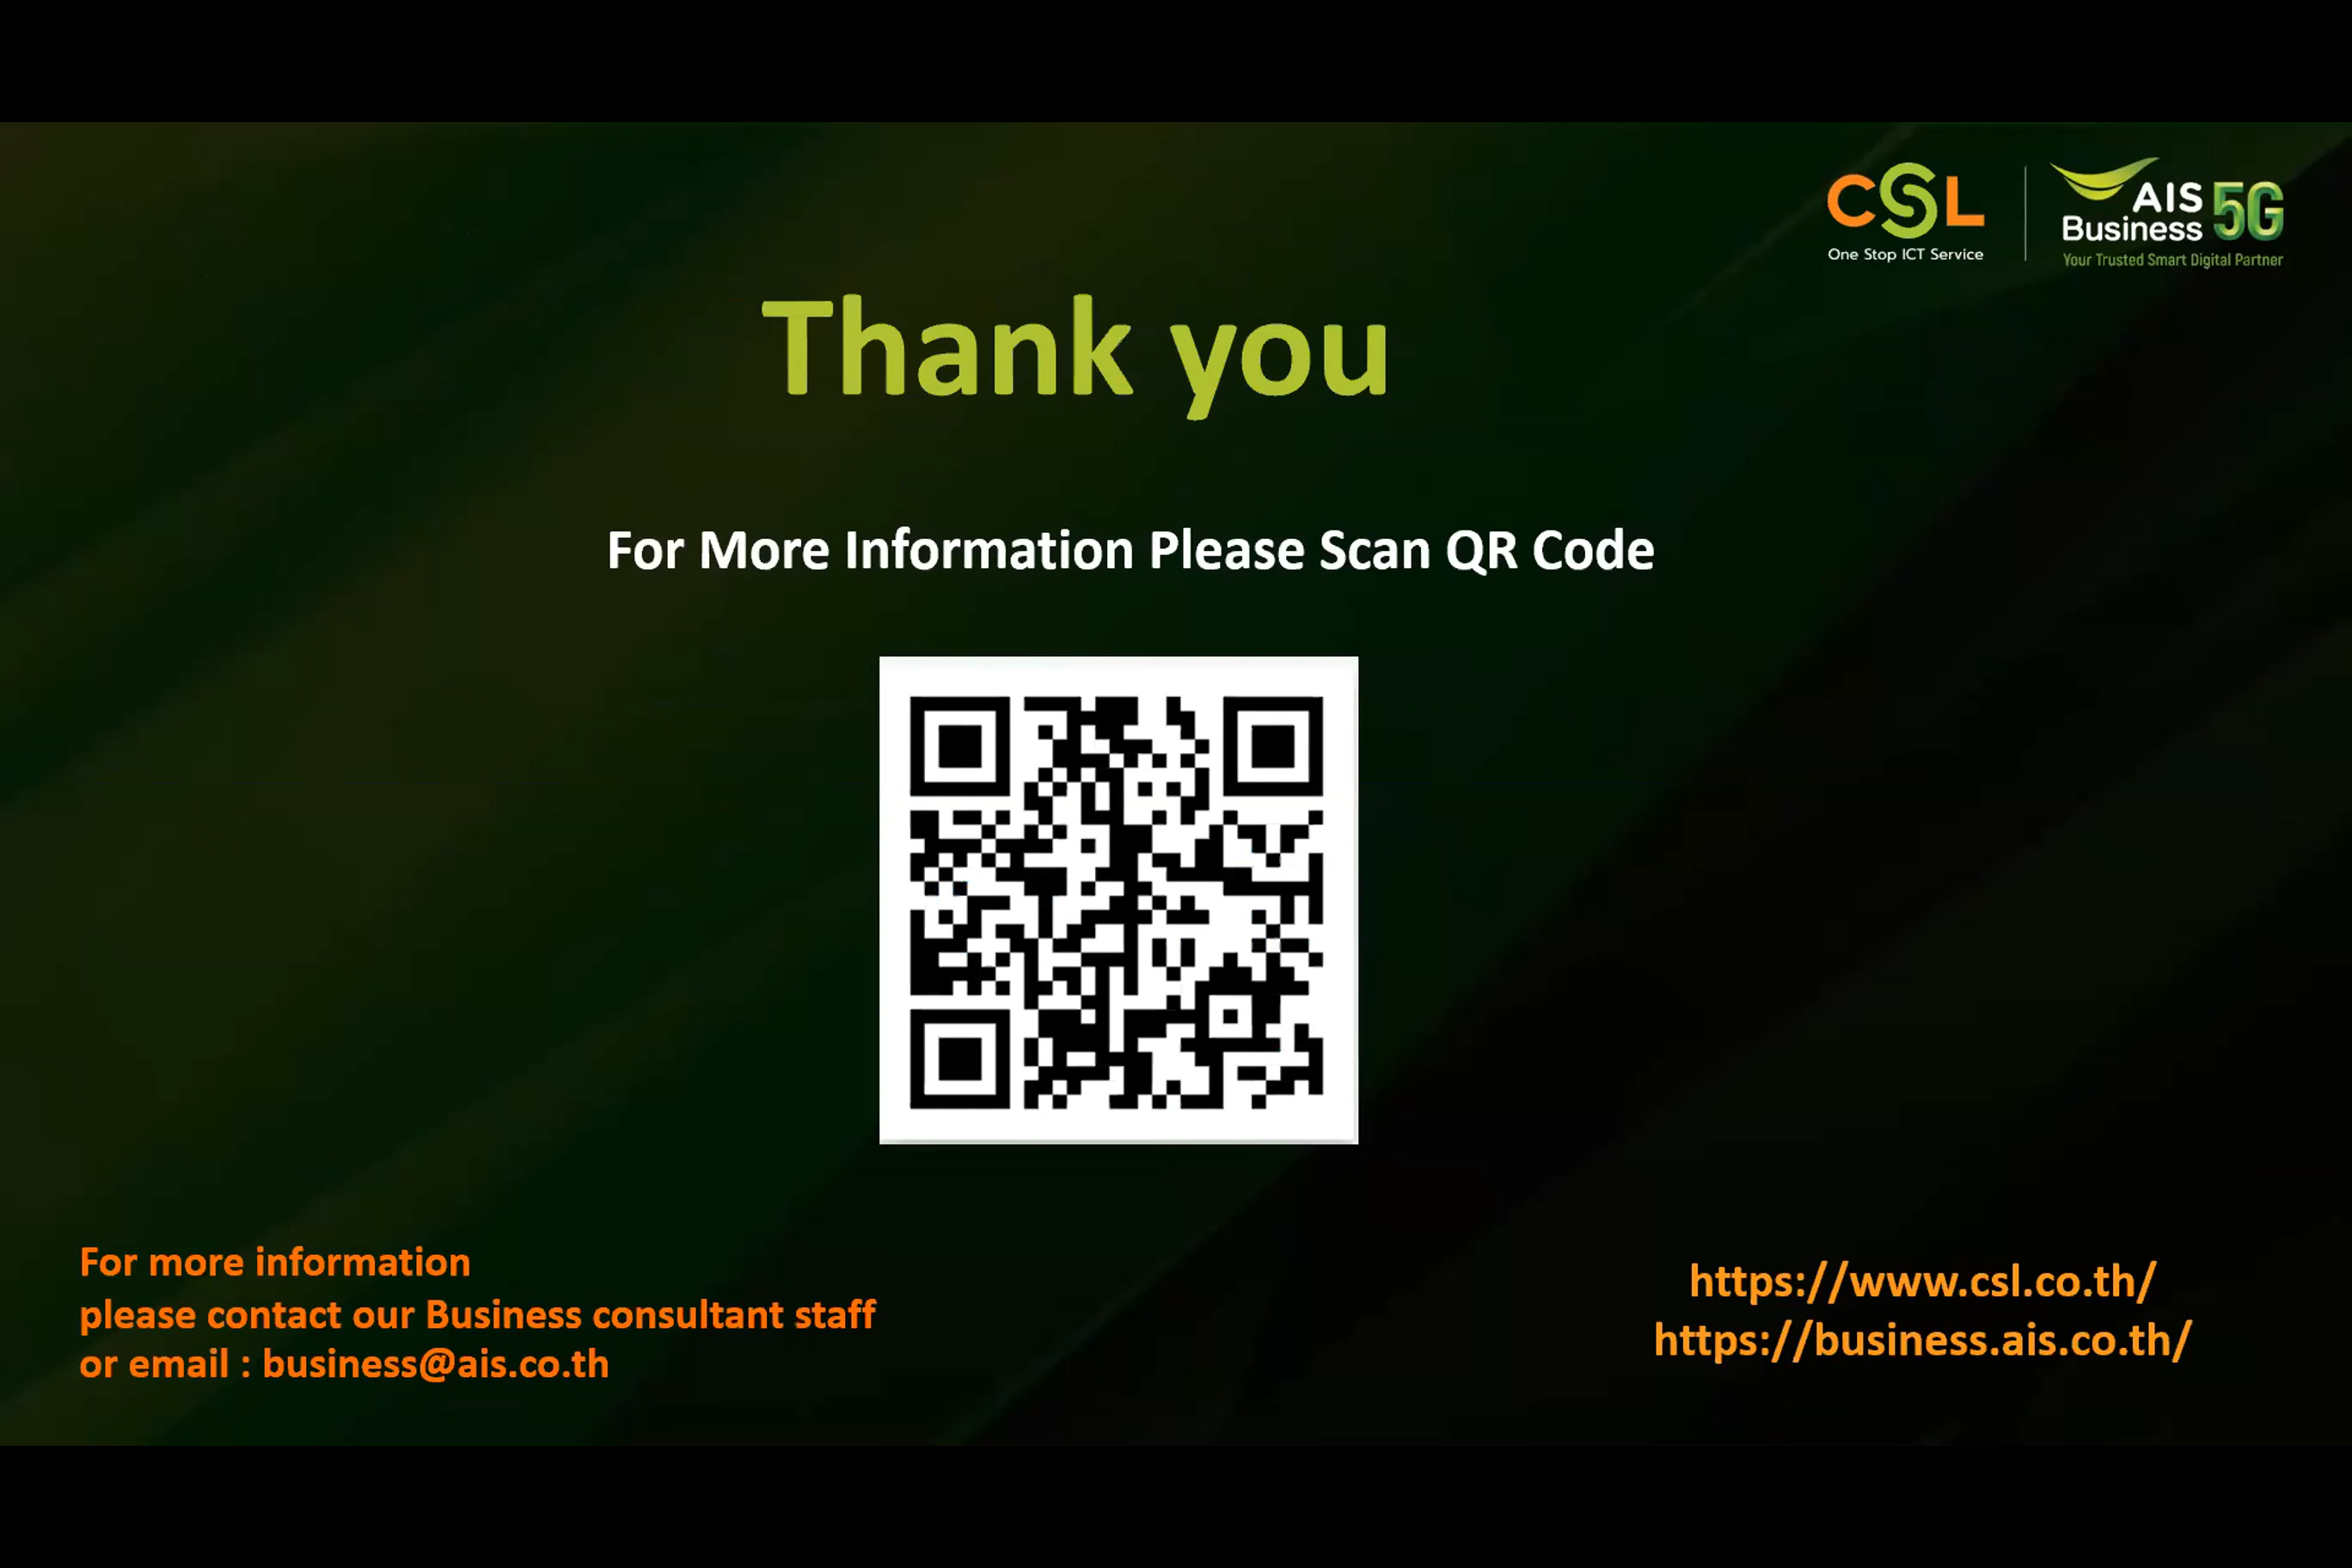 CSL
One Stop ICT Service
AIS
Business 5G
Your Trusted Smart Digital Partner
Thank you
For More Information Please Scan QR Code
For more information
please contact our Business consultant staff
or email : business@ais.co.th
https://www.csl.co.th/
https://business.ais.co.th/